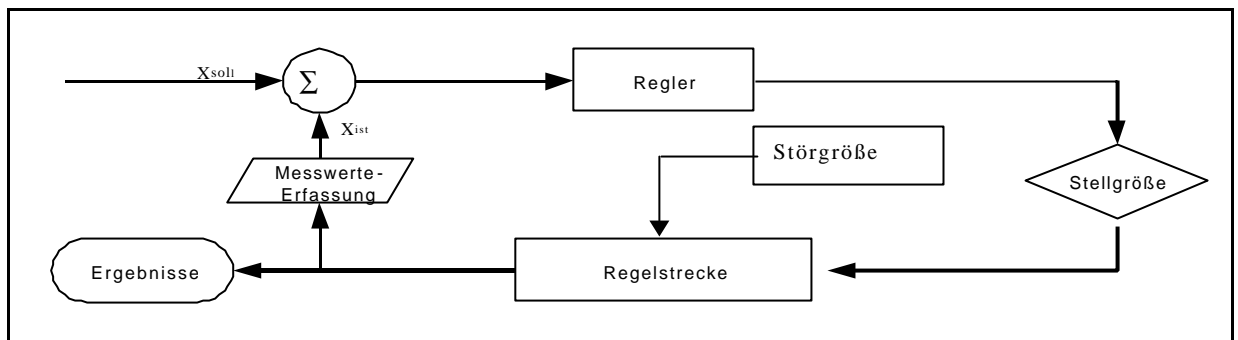 Xsoll
Σ
Regler
Xist
Störgröße
Messwerte-
Erfassung
Stellgröße
Ergebnisse
Regelstrecke